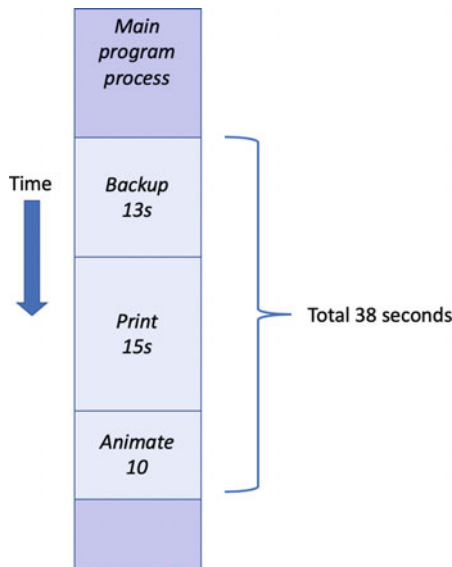 Main
program
process
Time
Backup
13s
Print
15s
Total 38 seconds
Animate
10